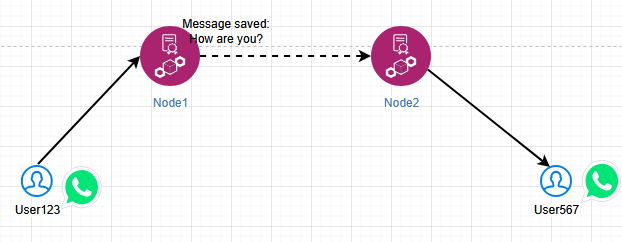 Message saved:
How are you?
Node1
Node2
User123
User567